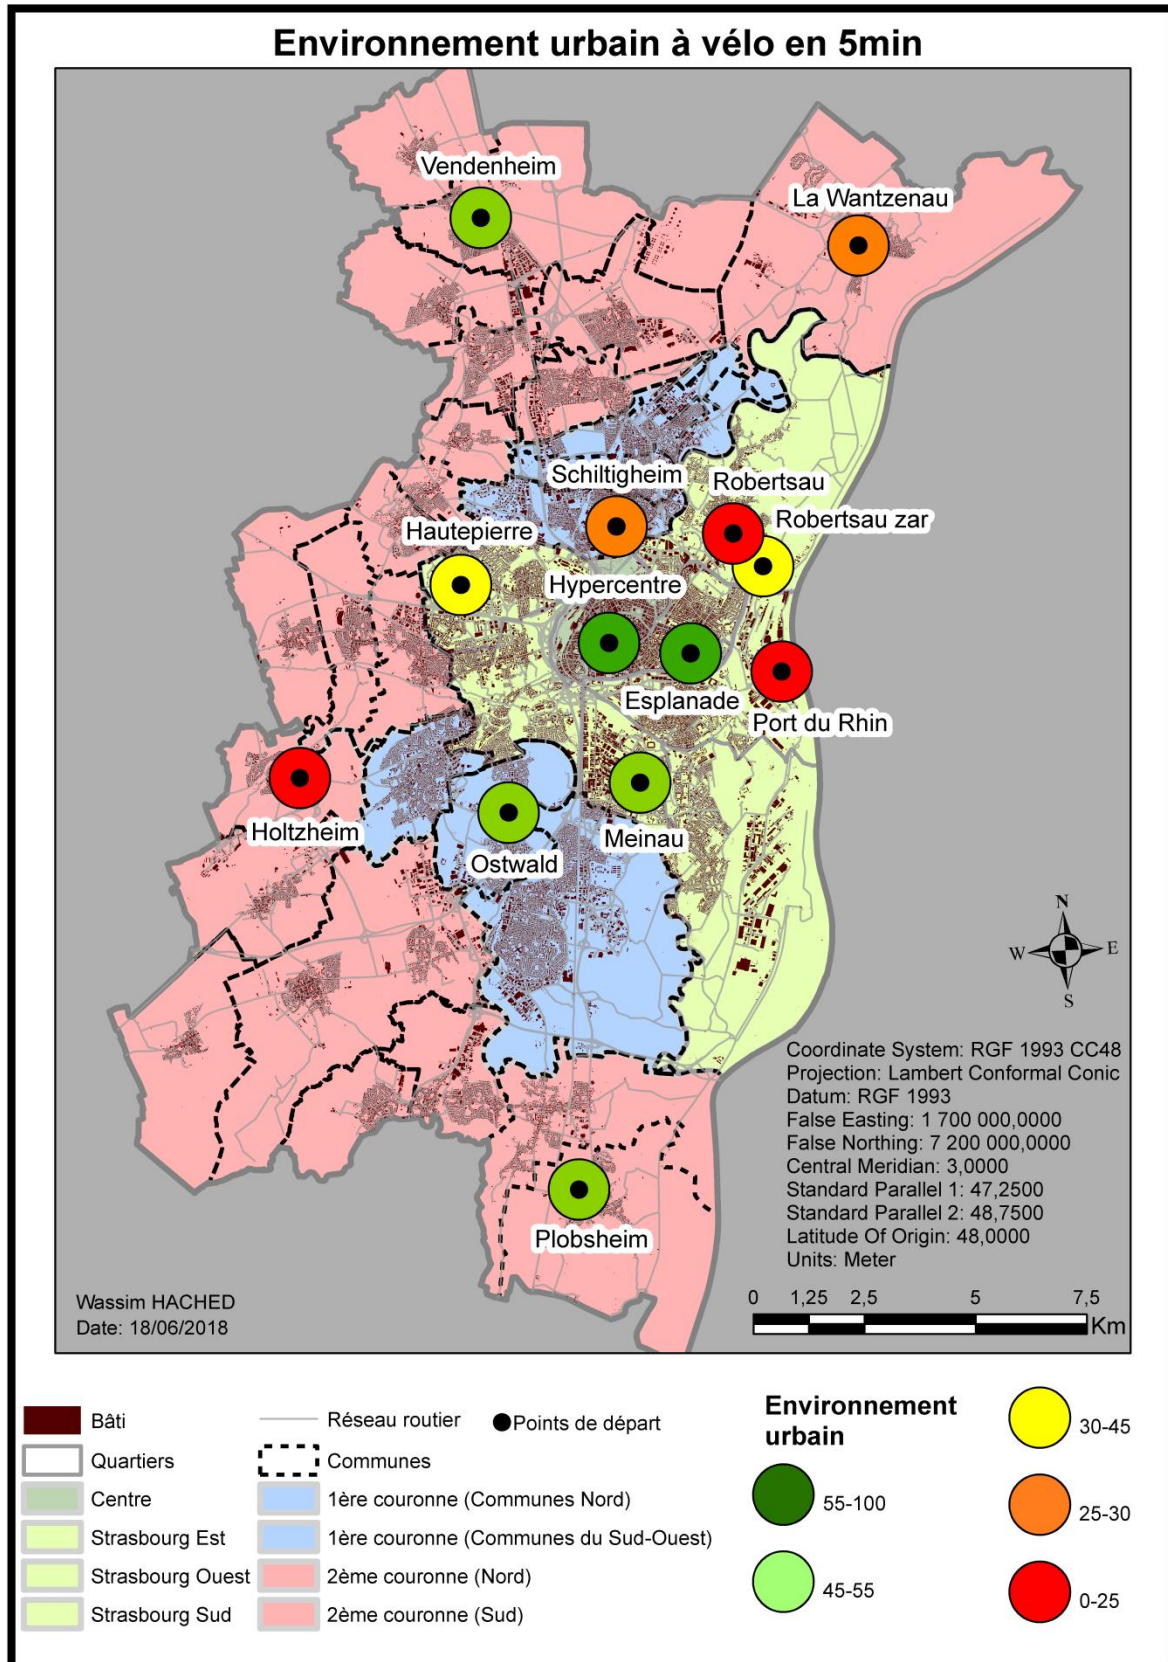 Environnement urbain à vélo en 5min
Vendenheim
La Wantzenau
Schiltigheim
Robertsau
Robertsau zar
Hautepierre
Hypercentre
Esplanade
Port du Rhin
Holtzheim
Ostwald
Meinau
Plobsheim
N
W
E
S
Coordinate System: RGF 1993 CC48
Projection: Lambert Conformal Conic
Datum: RGF 1993
False Easting: 1 700 000,0000
False Northing: 7 200 000,0000
Central Meridian: 3,0000
Standard Parallel 1: 47,2500
Standard Parallel 2: 48,7500
Latitude Of Origin: 48,0000
Units: Meter
0 1,25 2,5 5 7,5
Km
Wassim HACHED
Date: 18/06/2018
Bâti
Quartiers
Centre
Strasbourg Est
Strasbourg Ouest
Strasbourg Sud
Réseau routier
Points de départ
Communes
1ère couronne (Communes Nord)
1ère couronne (Communes du Sud-Ouest)
2ème couronne (Nord)
2ème couronne (Sud)
Environnement
urbain
55-100
45-55
30-45
25-30
0-25